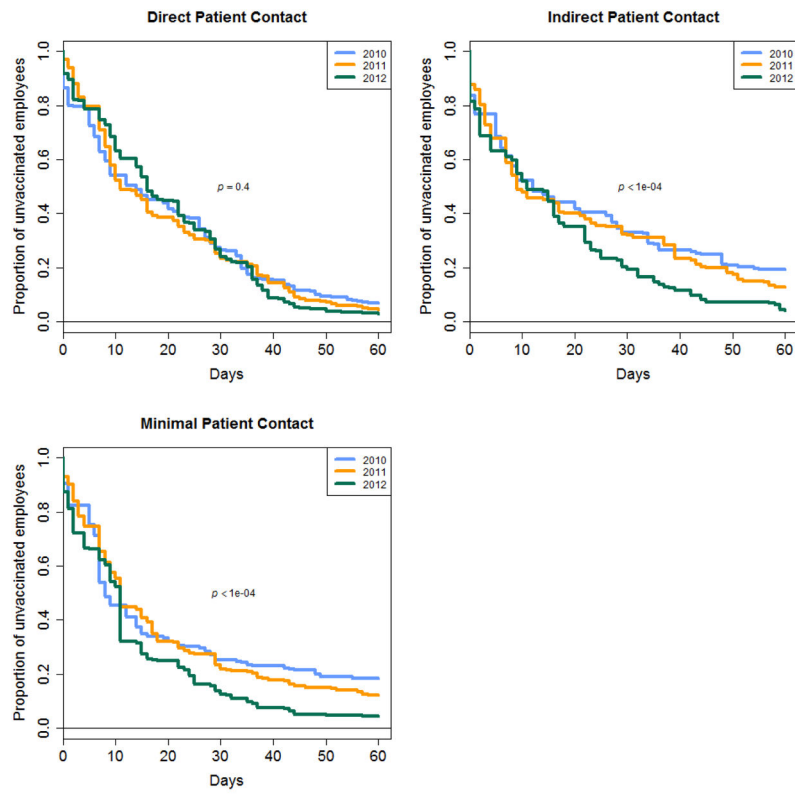 Direct Patient Contact
Proportion of unvaccinated employees
1.0
0.8
0.6
0.4
0.2
0.0
2010
2011
2012
p = 0.4
0 10 20 30 40 50 60
Days
Indirect Patient Contact
Proportion of unvaccinated employees
1.0
0.8
0.6
0.4
0.2
0.0
2010
2011
2012
p < 1e-04
0 10 20 30 40 50 60
Days
Minimal Patient Contact
Proportion of unvaccinated employees
1.0
0.8
0.6
0.4
0.2
0.0
2010
2011
2012
p < 1e-04
0 10 20 30 40 50 60
Days